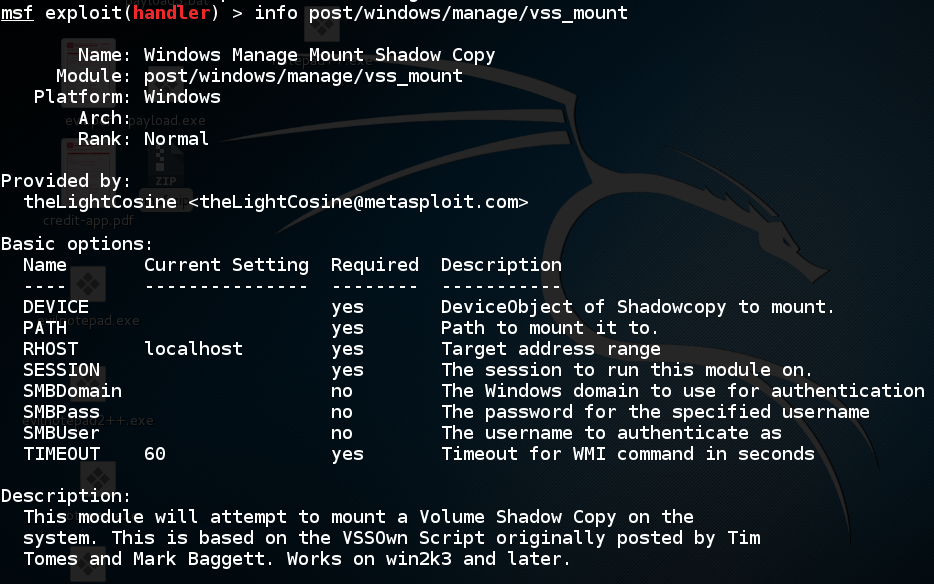 msf exploit(handler) > info post/windows/manage/vss_mount
Name: Windows Manage Mount Shadow Copy
Module: post/windows/manage/vss_mount
Platform: Windows
Arch:
Rank: Normal
Provided by:
theLightCosine <theLightCosine@metasploit.com>
Basic options:
Name Current Setting Required Description
---- --------------- -------- -----------
DEVICE yes DeviceObject of Shadowcopy to mount.
PATH yes Path to mount it to.
RHOST localhost yes Target address range
SESSION yes The session to run this module on.
SMBDomain no The Windows domain to use for authentication
SMBPass no The password for the specified username
SMBUser no The username to authenticate as
TIMEOUT 60 yes Timeout for WMI command in seconds
Description:
This module will attempt to mount a Volume Shadow Copy on the
system. This is based on the VSSOwn Script originally posted by Tim
Tomes and Mark Baggett. Works on win2k3 and later.
ZIP
credit-app.pdf